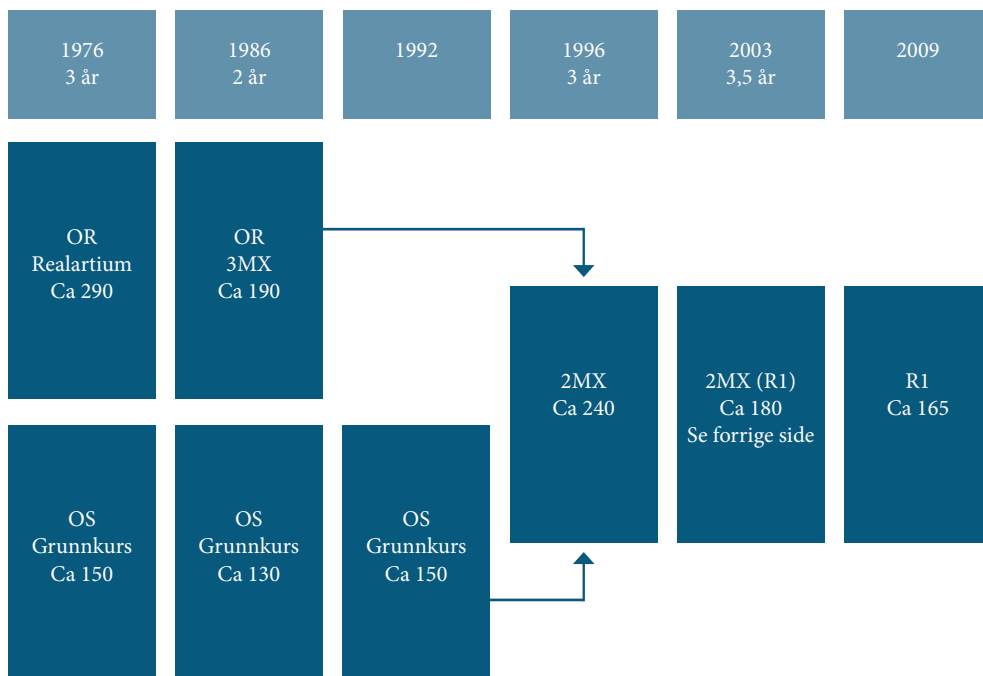 1976
3 år
1986
2 år
1992
1996
3 år
2003
3,5 år
2009
OR
Realartium
Ca 290
OR
3MX
Ca 190
2MX
Ca 240
2MX (R1)
Ca 180
Se forrige side
R1
Ca 165
OS
Grunnkurs
Ca 150
OS
Grunnkurs
Ca 130
OS
Grunnkurs
Ca 150